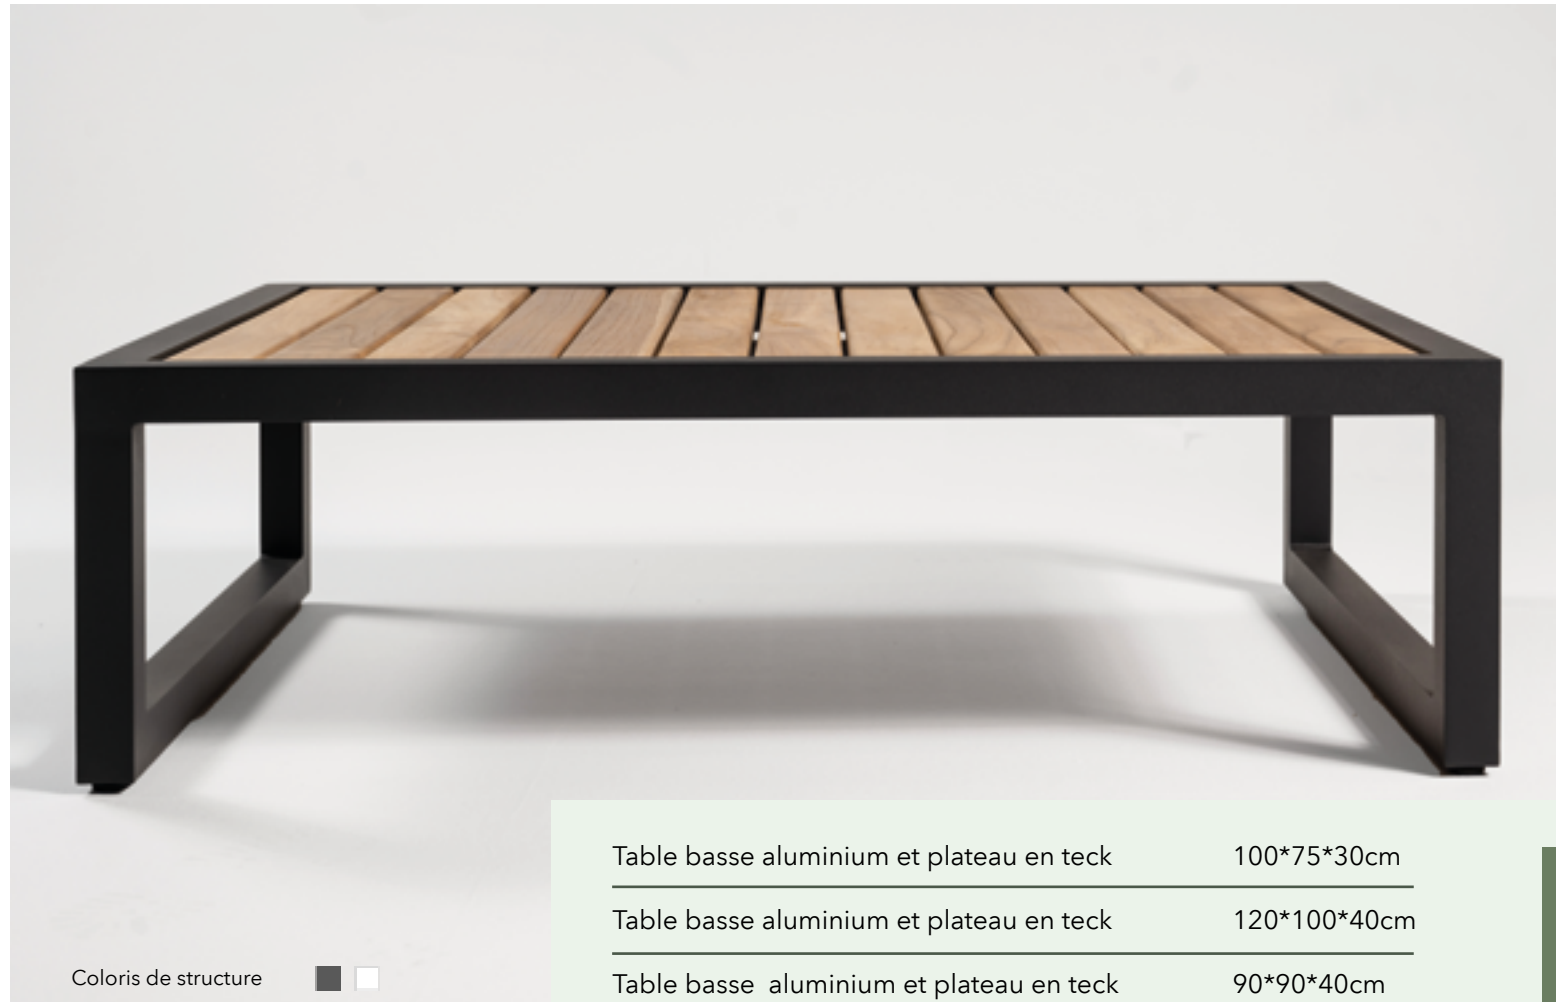 Table basse aluminium et plateau en teck 100*75*30cm
Table basse aluminium et plateau en teck 120*100*40cm
Table basse  aluminium et plateau en teck 90*90*40cm
Coloris de structure